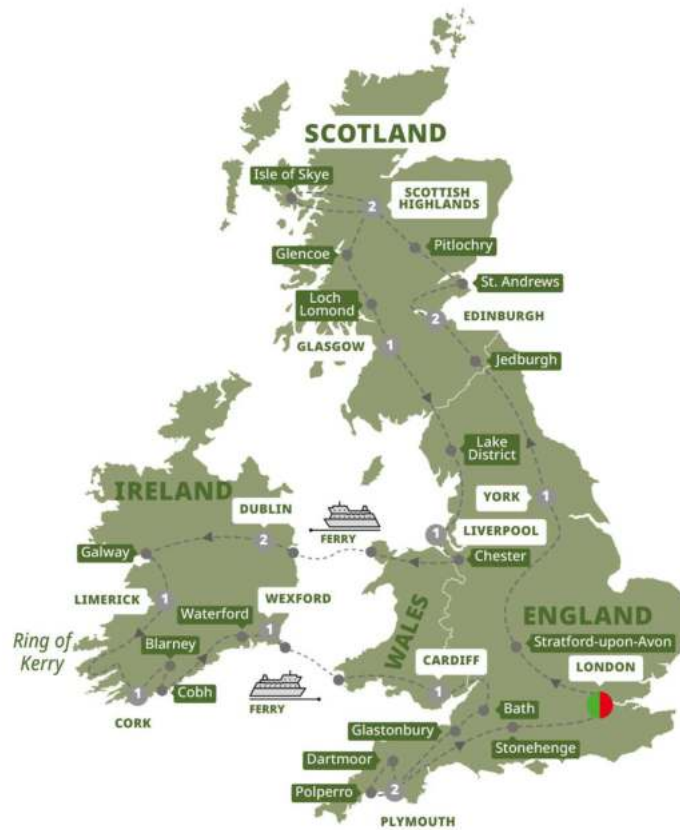 SCOTLAND
Isle of Skye
2
SCOTTISH
HIGHLANDS
Glencoe
Pitlochry
St. Andrews
Loch
Lomond
2
EDINBURGH
GLASGOW
1
Jedburgh
Lake
District
IRELAND
DUBLIN
2
YORK
1
FERRY
1
LIVERPOOL
Galway
Chester
LIMERICK
1
WEXFORD
1
Waterford
WALES
ENGLAND
Ring of
Kerry
Blarney
Stratford-upon-Avon
CARDIFF
1
LONDON
1
Cobh
CORK
FERRY
Bath
Glastonbury
Stonehenge
Dartmoor
Polperro
2
PLYMOUTH